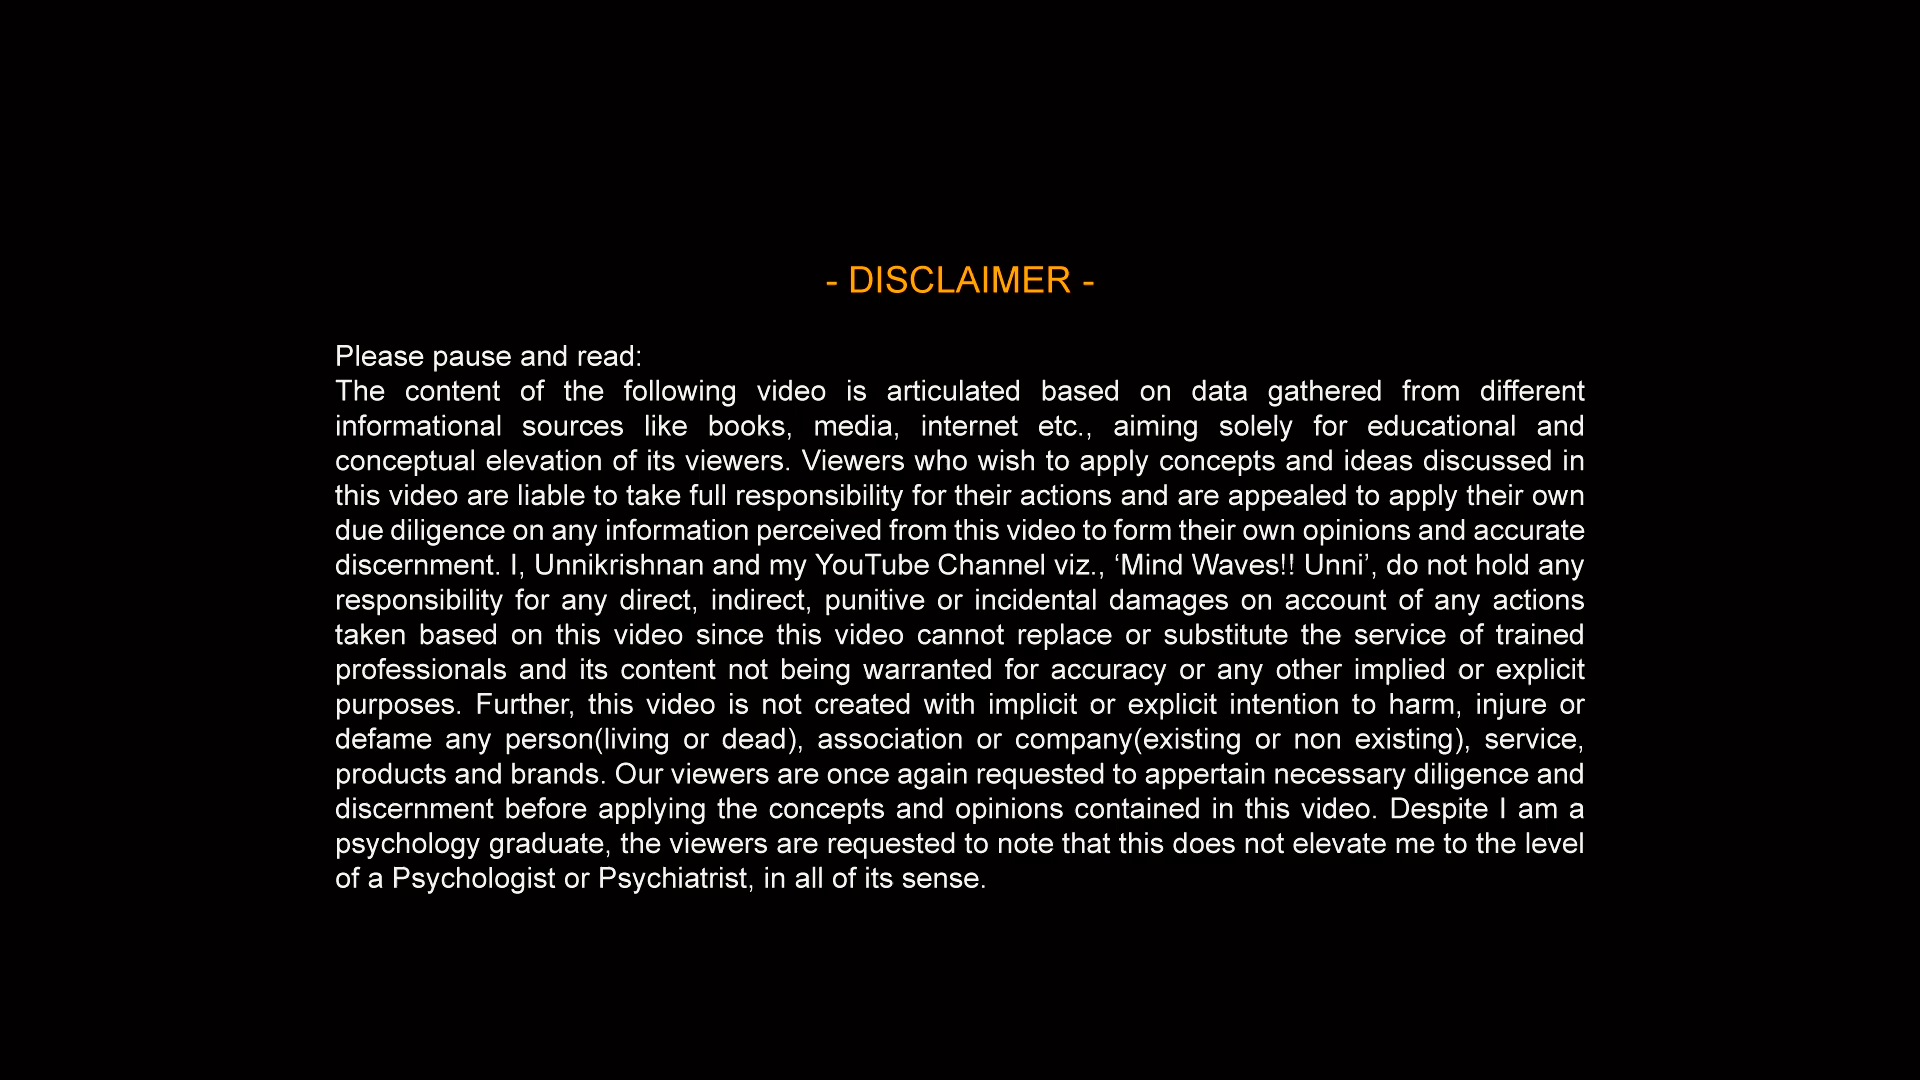 - DISCLAIMER -
Please pause and read:
The content of the following video is articulated based on data gathered from different
informational sources like books, media, internet etc., aiming solely for educational and
conceptual elevation of its viewers. Viewers who wish to apply concepts and ideas discussed in
this video are liable to take full responsibility for their actions and are appealed to apply their own
due diligence on any information perceived from this video to form their own opinions and accurate
discernment. I, Unnikrishnan and my YouTube Channel viz., ‘Mind Waves!! Unni’, do not hold any
responsibility for any direct, indirect, punitive or incidental damages on account of any actions
taken based on this video since this video cannot replace or substitute the service of trained
professionals and its content not being warranted for accuracy or any other implied or explicit
purposes. Further, this video is not created with implicit or explicit intention to harm, injure or
defame any person(living or dead), association or company(existing or non existing), service,
products and brands. Our viewers are once again requested to appertain necessary diligence and
discernment before applying the concepts and opinions contained in this video. Despite I am a
psychology graduate, the viewers are requested to note that this does not elevate me to the level
of a Psychologist or Psychiatrist, in all of its sense.